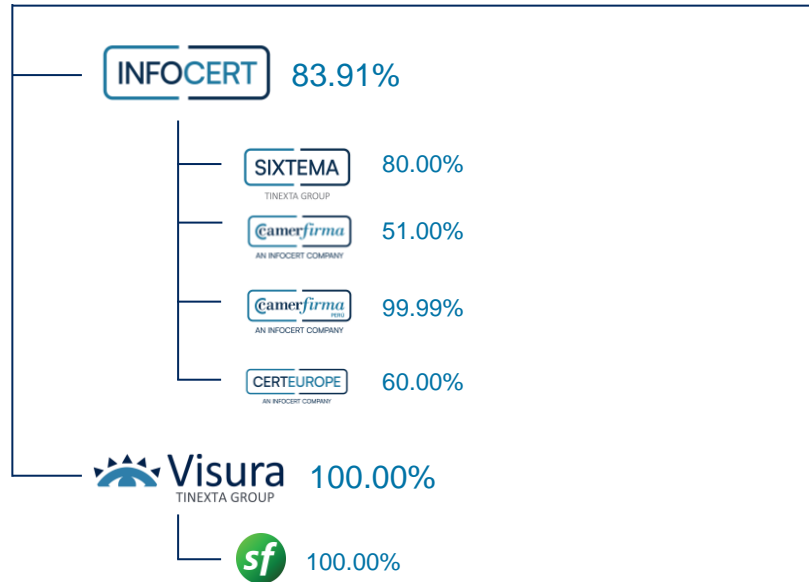 INFOCERT 83.91%
SIXTEMA 80.00%
TINEXTA GROUP
Camerfirma 51.00%
AN INFOCERT COMPANY
Camerfirma 99.99%
PERÚ
AN INFOCERT COMPANY
CERTEUROPE 60.00%
AN INFOCERT COMPANY
Visura 100.00%
TINEXTA GROUP
sf 100.00%